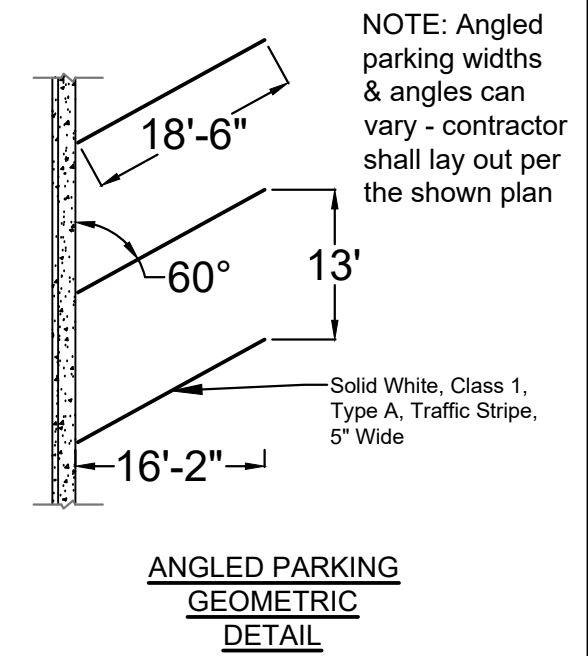 NOTE: Angled
parking widths
& angles can
vary - contractor
shall lay out per
the shown plan
18'-6"
60°
13'
Solid White, Class 1,
Type A, Traffic Stripe,
5" Wide
16'-2"
ANGLED PARKING
GEOMETRIC
DETAIL